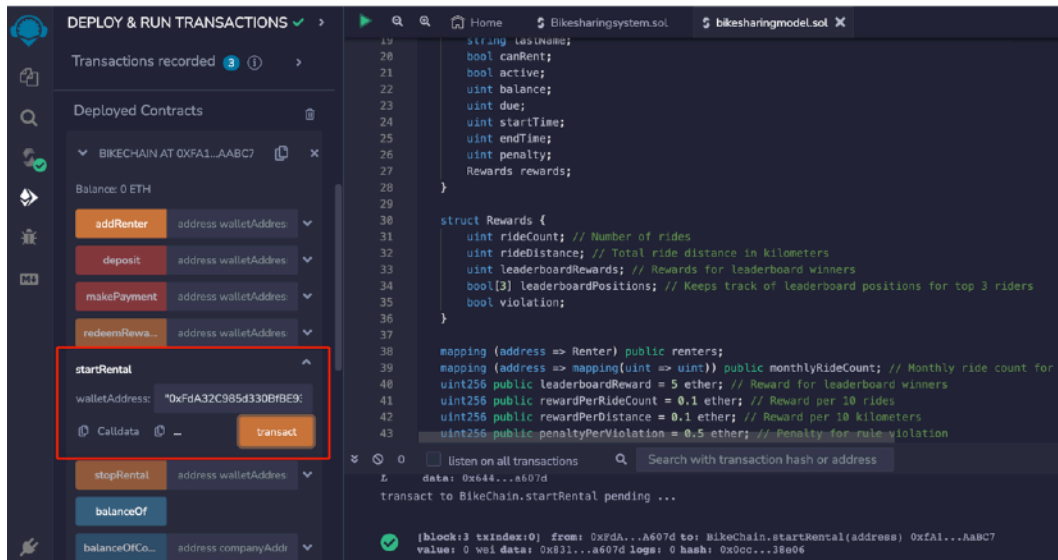 DEPLOY & RUN TRANSACTIONS
Transactions recorded 3
Deployed Contracts
BIKECHAIN AT 0XFA1...AABC7
Balance: 0 ETH
addRenter address walletAddres:
deposit address walletAddres:
makePayment address walletAddres:
redeemRewa... address walletAddres:
startRental
walletAddress: "0xFdA32C985d330BfBE93
Calldata
transact
stopRental address walletAddres:
balanceOf
balanceOfCo... address companyAddr
Home Bikesharingsystem.sol bikesharingmodel.sol
19 string lastName;
20 bool canRent;
21 bool active;
22 uint balance;
23 uint due;
24 uint startTime;
25 uint endTime;
26 uint penalty;
27 Rewards rewards;
28 }
29
30 struct Rewards {
31 uint rideCount; // Number of rides
32 uint rideDistance; // Total ride distance in kilometers
33 uint leaderboardRewards; // Rewards for leaderboard winners
34 bool[3] leaderboardPositions; // Keeps track of leaderboard positions for top 3 riders
35 bool violation;
36 }
37
38 mapping (address => Renter) public renters;
39 mapping (address => mapping(uint => uint)) public monthlyRideCount; // Monthly ride count for
40 uint256 public leaderboardReward = 5 ether; // Reward for leaderboard winners
41 uint256 public rewardPerRideCount = 0.1 ether; // Reward per 10 rides
42 uint256 public rewardPerDistance = 0.1 ether; // Reward per 10 kilometers
43 uint256 public penaltyPerViolation = 0.5 ether; // Penalty for rule violation
0 listen on all transactions Search with transaction hash or address
data: 0x644...a607d
transact to BikeChain.startRental pending ...
[block:3 txIndex:0] from: 0xFdA...A607d to: BikeChain.startRental(address) 0xfA1...AaBC7
value: 0 wei data: 0x831...a607d logs: 0 hash: 0x0cc...38e06